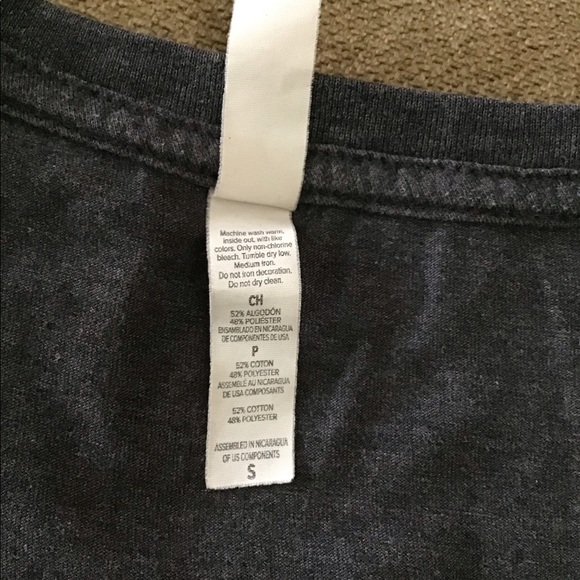 Machine wash warm,
inside out, with like
colors. Only non-chlorine
bleach. Tumble dry low.
Medium iron.
Do not iron decoration.
Do not dry clean.
CH
52% ALGODÓN
48% POLIÉSTER
ENSAMBLADO EN NICARAGUA
DE COMPONENTES DE USA
P
52% COTON
48% POLYESTER
ASSEMBLÉ AU NICARAGUA
DE USA COMPOSANTS
52% COTTON
48% POLYESTER
ASSEMBLED IN NICARAGUA
OF US COMPONENTS
S